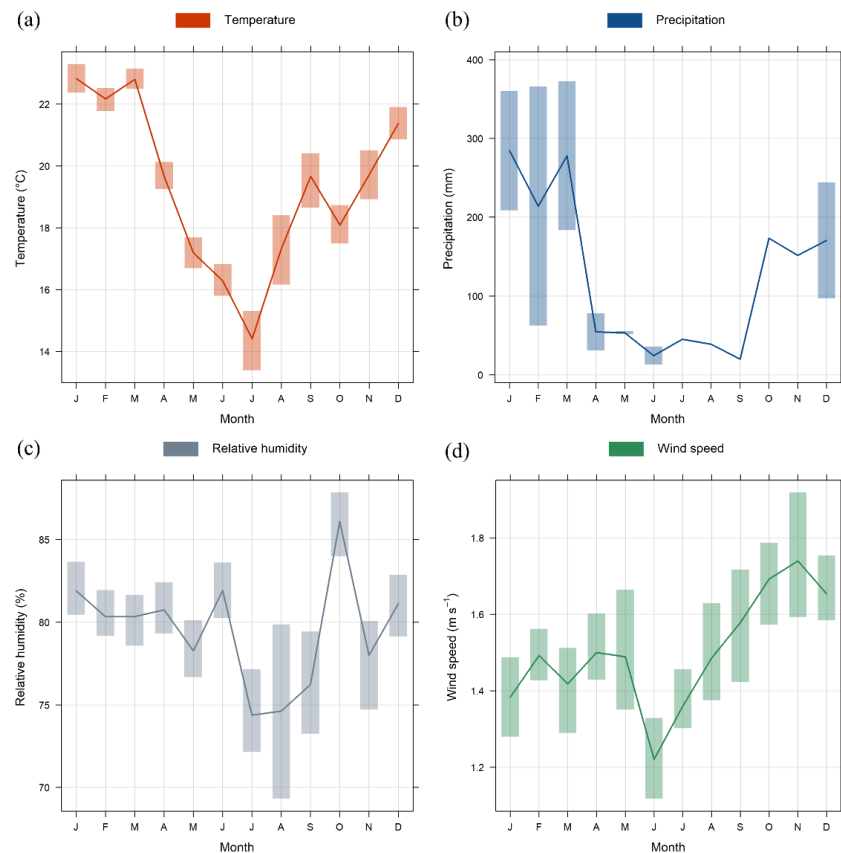 (a) Temperature
22
20
18
16
14
Temperature (°C)
J F M A M J J A S O N D
Month
(b) Precipitation
400
300
200
100
0
Precipitation (mm)
J F M A M J J A S O N D
Month
(c) Relative humidity
85
80
75
70
Relative humidity (%)
J F M A M J J A S O N D
Month
(d) Wind speed
1.8
1.6
1.4
1.2
Wind speed (m s⁻¹)
J F M A M J J A S O N D
Month